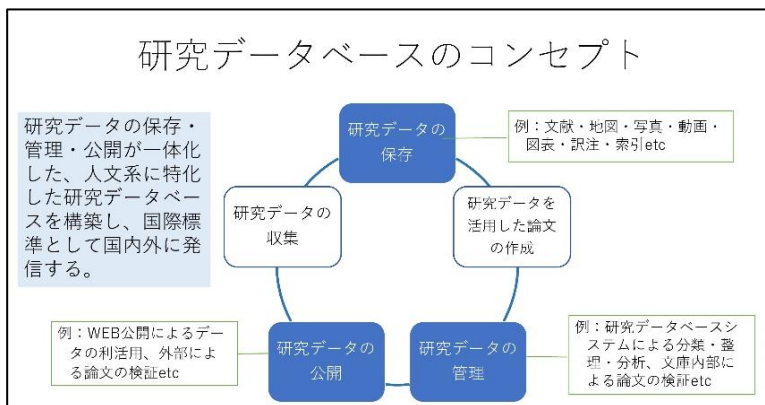 研究データベースのコンセプト
研究データの保存・
管理・公開が一体化
した、人文系に特化
した研究データベー
スを構築し、国際標
準として国内外に発
信する。
研究データの
保存
例：文献・地図・写真・動画・
図表・訳注・索引etc
研究データの
収集
研究データを
活用した論文
の作成
例：WEB公開によるデー
タの利活用、外部によ
る論文の検証etc
研究データの
公開
研究データの
管理
例：研究データベースシ
ステムによる分類・整
理・分析、文庫内部に
よる論文の検証etc